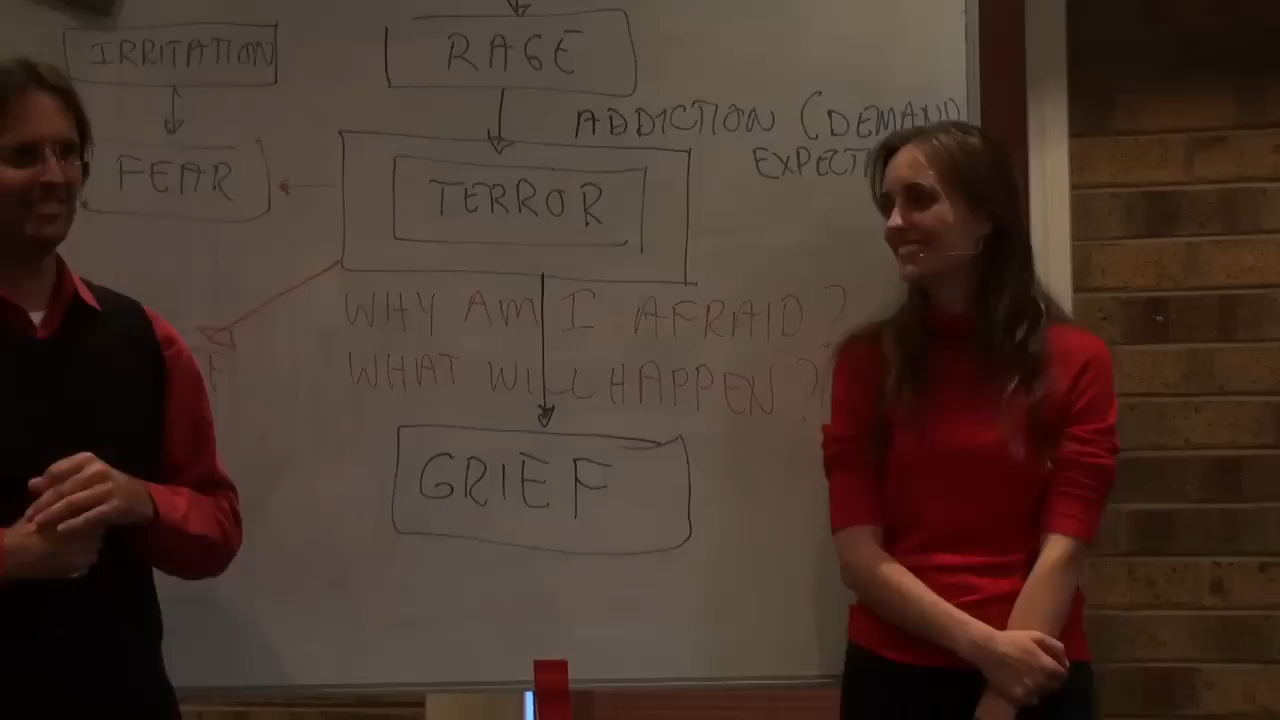 IRRITATION
RAGE
ADDICTION (DEMAND
FEAR
TERROR
WHY AM I AFRAID?
WHAT WILL HAPPEN?
GRIEF